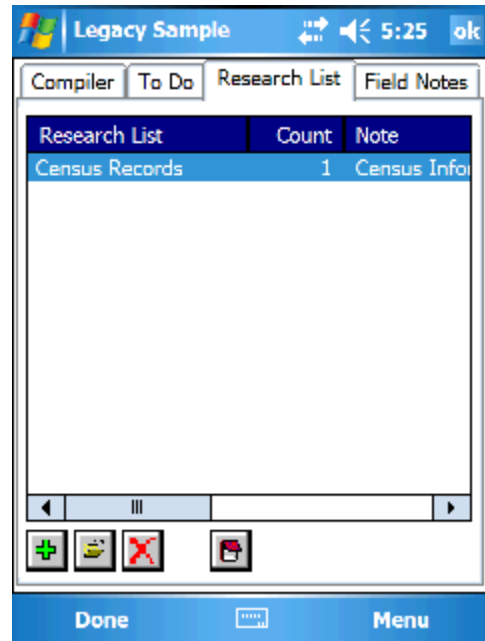 Legacy Sample 5:25 ok
Compiler To Do Research List Field Notes
Research List Count Note
Census Records 1 Census Infor
Done Menu